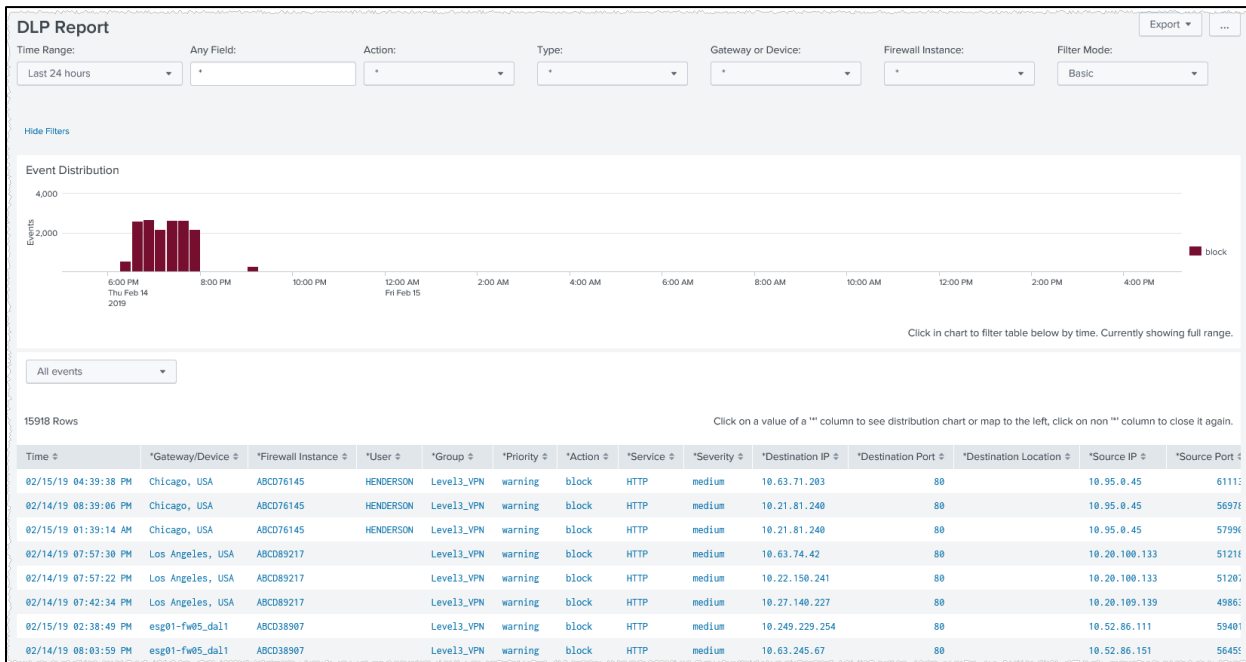 DLP Report
Export ...
Time Range: Any Field: Action: Type: Gateway or Device: Firewall Instance: Filter Mode:
Last 24 hours * * * * * Basic
Hide Filters
Event Distribution
4,000
2,000
Events
block
6:00 PM 8:00 PM 10:00 PM 12:00 AM 2:00 AM 4:00 AM 6:00 AM 8:00 AM 10:00 AM 12:00 PM 2:00 PM 4:00 PM
Thu Feb 14 Fri Feb 15
2019
Click in chart to filter table below by time. Currently showing full range.
All events
15918 Rows Click on a value of a "*" column to see distribution chart or map to the left, click on non "*" column to close it again.
Time *Gateway/Device *Firewall Instance *User *Group *Priority *Action *Service *Severity *Destination IP *Destination Port *Destination Location *Source IP *Source Port
02/15/19 04:39:38 PM Chicago, USA ABCD76145 HENDERSON Level3_VPN warning block HTTP medium 10.63.71.203 80 10.95.0.45 61113
02/14/19 08:39:06 PM Chicago, USA ABCD76145 HENDERSON Level3_VPN warning block HTTP medium 10.21.81.240 80 10.95.0.45 56978
02/15/19 01:39:14 AM Chicago, USA ABCD76145 HENDERSON Level3_VPN warning block HTTP medium 10.21.81.240 80 10.95.0.45 57990
02/14/19 07:57:30 PM Los Angeles, USA ABCD89217 Level3_VPN warning block HTTP medium 10.63.74.42 80 10.20.100.133 51218
02/14/19 07:57:22 PM Los Angeles, USA ABCD89217 Level3_VPN warning block HTTP medium 10.22.150.241 80 10.20.100.133 51207
02/14/19 07:42:34 PM Los Angeles, USA ABCD89217 Level3_VPN warning block HTTP medium 10.27.140.227 80 10.20.109.139 49863
02/15/19 02:38:49 PM esg01-fw05_dal1 ABCD38907 Level3_VPN warning block HTTP medium 10.249.229.254 80 10.52.86.111 59401
02/14/19 08:03:59 PM esg01-fw05_dal1 ABCD38907 Level3_VPN warning block HTTP medium 10.63.245.67 80 10.52.86.151 56459